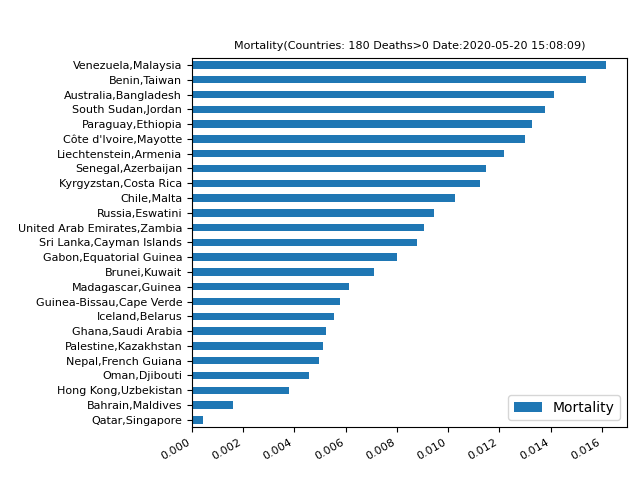 Mortality(Countries: 180 Deaths>0 Date:2020-05-20 15:08:09)
Venezuela,Malaysia
Benin,Taiwan
Australia,Bangladesh
South Sudan,Jordan
Paraguay,Ethiopia
Côte d'Ivoire,Mayotte
Liechtenstein,Armenia
Senegal,Azerbaijan
Kyrgyzstan,Costa Rica
Chile,Malta
Russia,Eswatini
United Arab Emirates,Zambia
Sri Lanka,Cayman Islands
Gabon,Equatorial Guinea
Brunei,Kuwait
Madagascar,Guinea
Guinea-Bissau,Cape Verde
Iceland,Belarus
Ghana,Saudi Arabia
Palestine,Kazakhstan
Nepal,French Guiana
Oman,Djibouti
Hong Kong,Uzbekistan
Bahrain,Maldives
Qatar,Singapore
Mortality
0.000 0.002 0.004 0.006 0.008 0.010 0.012 0.014 0.016